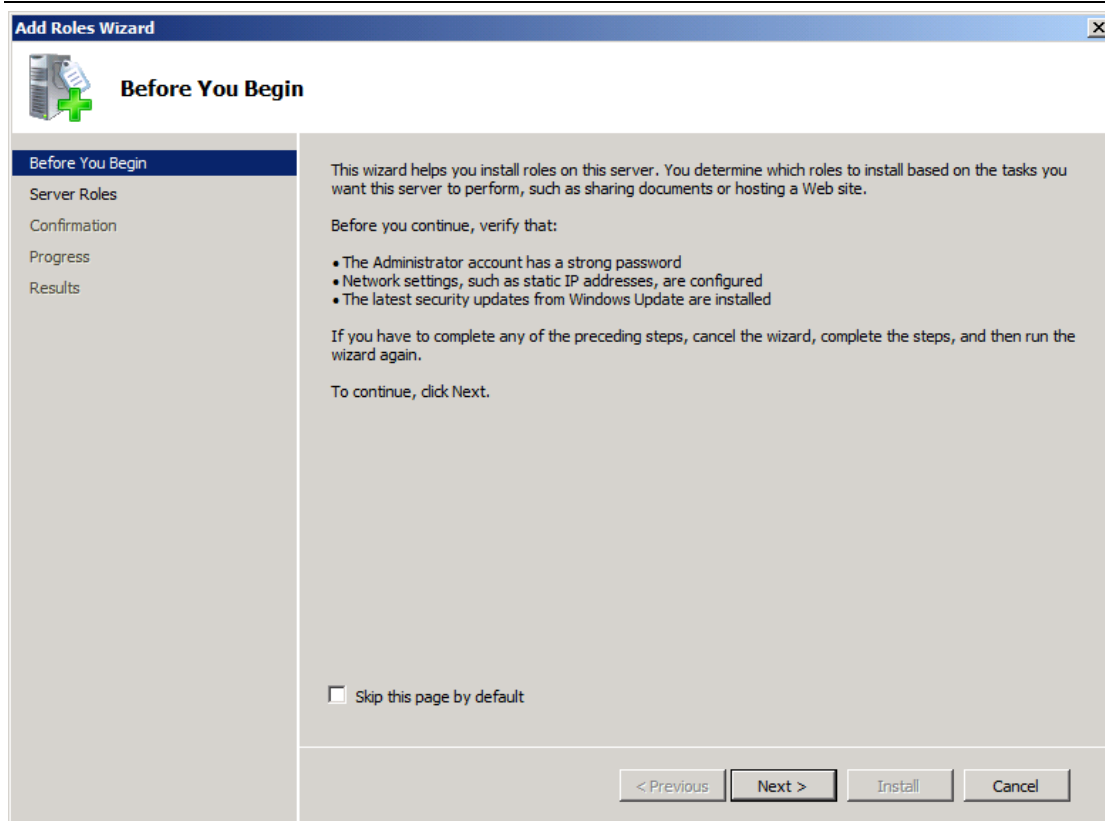 Add Roles Wizard
Before You Begin
Before You Begin
Server Roles
Confirmation
Progress
Results
This wizard helps you install roles on this server. You determine which roles to install based on the tasks you
want this server to perform, such as sharing documents or hosting a Web site.
Before you continue, verify that:
• The Administrator account has a strong password
• Network settings, such as static IP addresses, are configured
• The latest security updates from Windows Update are installed
If you have to complete any of the preceding steps, cancel the wizard, complete the steps, and then run the
wizard again.
To continue, click Next.
Skip this page by default
< Previous Next > Install Cancel